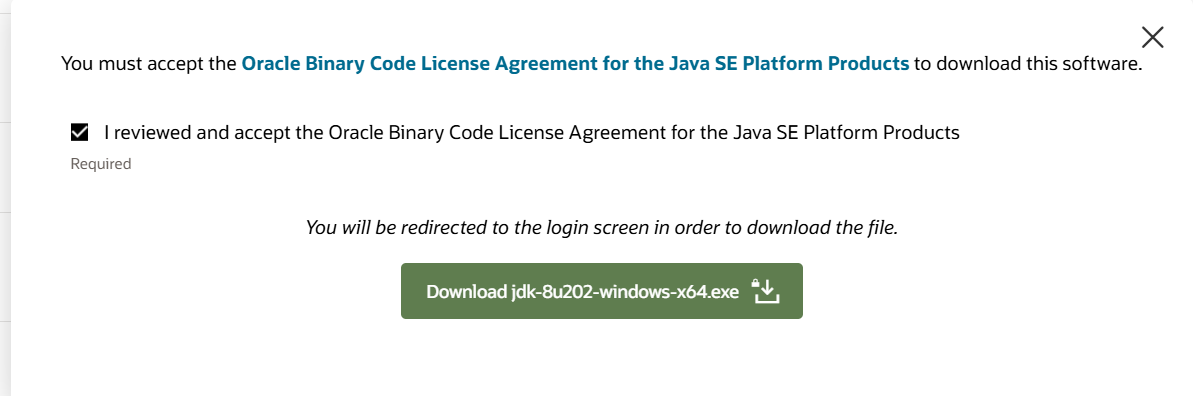 You must accept the Oracle Binary Code License Agreement for the Java SE Platform Products to download this software.
I reviewed and accept the Oracle Binary Code License Agreement for the Java SE Platform Products
Required
You will be redirected to the login screen in order to download the file.
Download jdk-8u202-windows-x64.exe